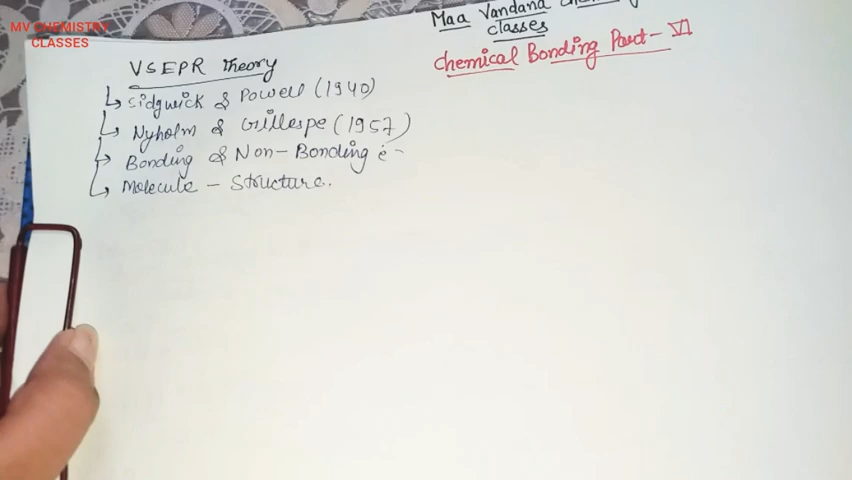 MV CHEMISTRY
CLASSES
Maa Vandana
classes
Chemical Bonding Part - VI
VSEPR Theory
Sidgwick & Powell (1940)
Nyholm & Gillespe (1957)
Bonding & Non - Bonding e-
Molecule - Structure.